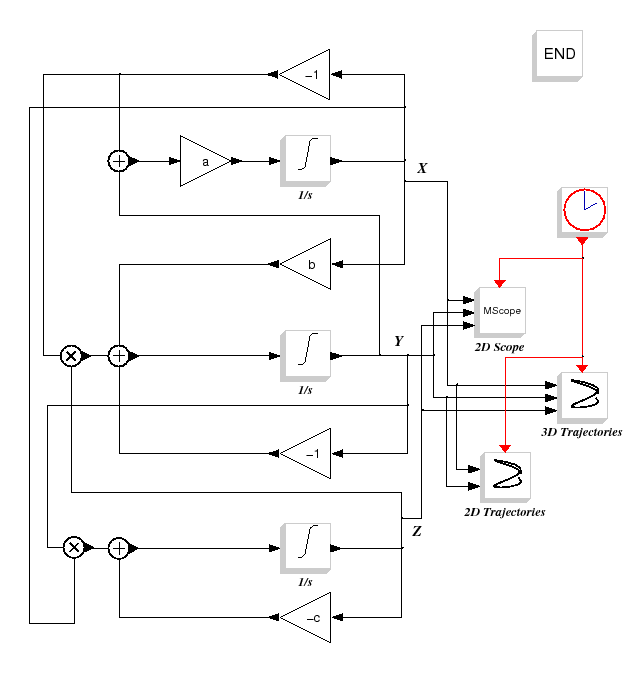 END
−1
a
1/s
X
b
MScope
2D Scope
Y
1/s
3D Trajectories
−1
2D Trajectories
Z
1/s
−c